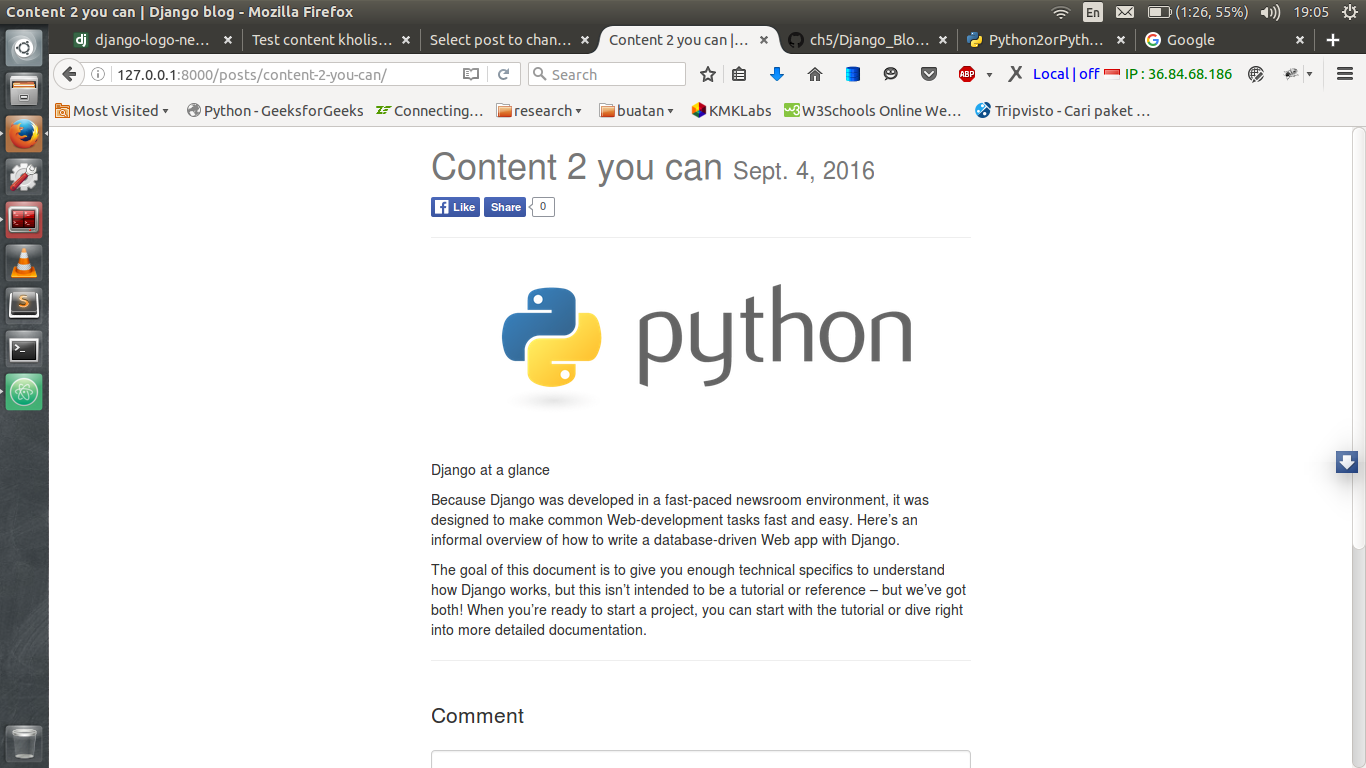 Content 2 you can | Django blog - Mozilla Firefox
En
(1:26, 55%)
19:05
dj
django-logo-ne...
Test content kholis...
Select post to chan...
Content 2 you can |...
ch5/Django_Blo...
Python2orPyth...
Google
127.0.0.1:8000/posts/content-2-you-can/
Search
ABP
X
Local | off
IP : 36.84.68.186
Most Visited
Python - GeeksforGeeks
Connecting...
research
buatan
KMKLabs
W3Schools Online We...
Tripvisto - Cari paket ...
Content 2 you can Sept. 4, 2016
Like
Share
0
python
Django at a glance
Because Django was developed in a fast-paced newsroom environment, it was
designed to make common Web-development tasks fast and easy. Here’s an
informal overview of how to write a database-driven Web app with Django.
The goal of this document is to give you enough technical specifics to understand
how Django works, but this isn’t intended to be a tutorial or reference – but we’ve got
both! When you’re ready to start a project, you can start with the tutorial or dive right
into more detailed documentation.
Comment